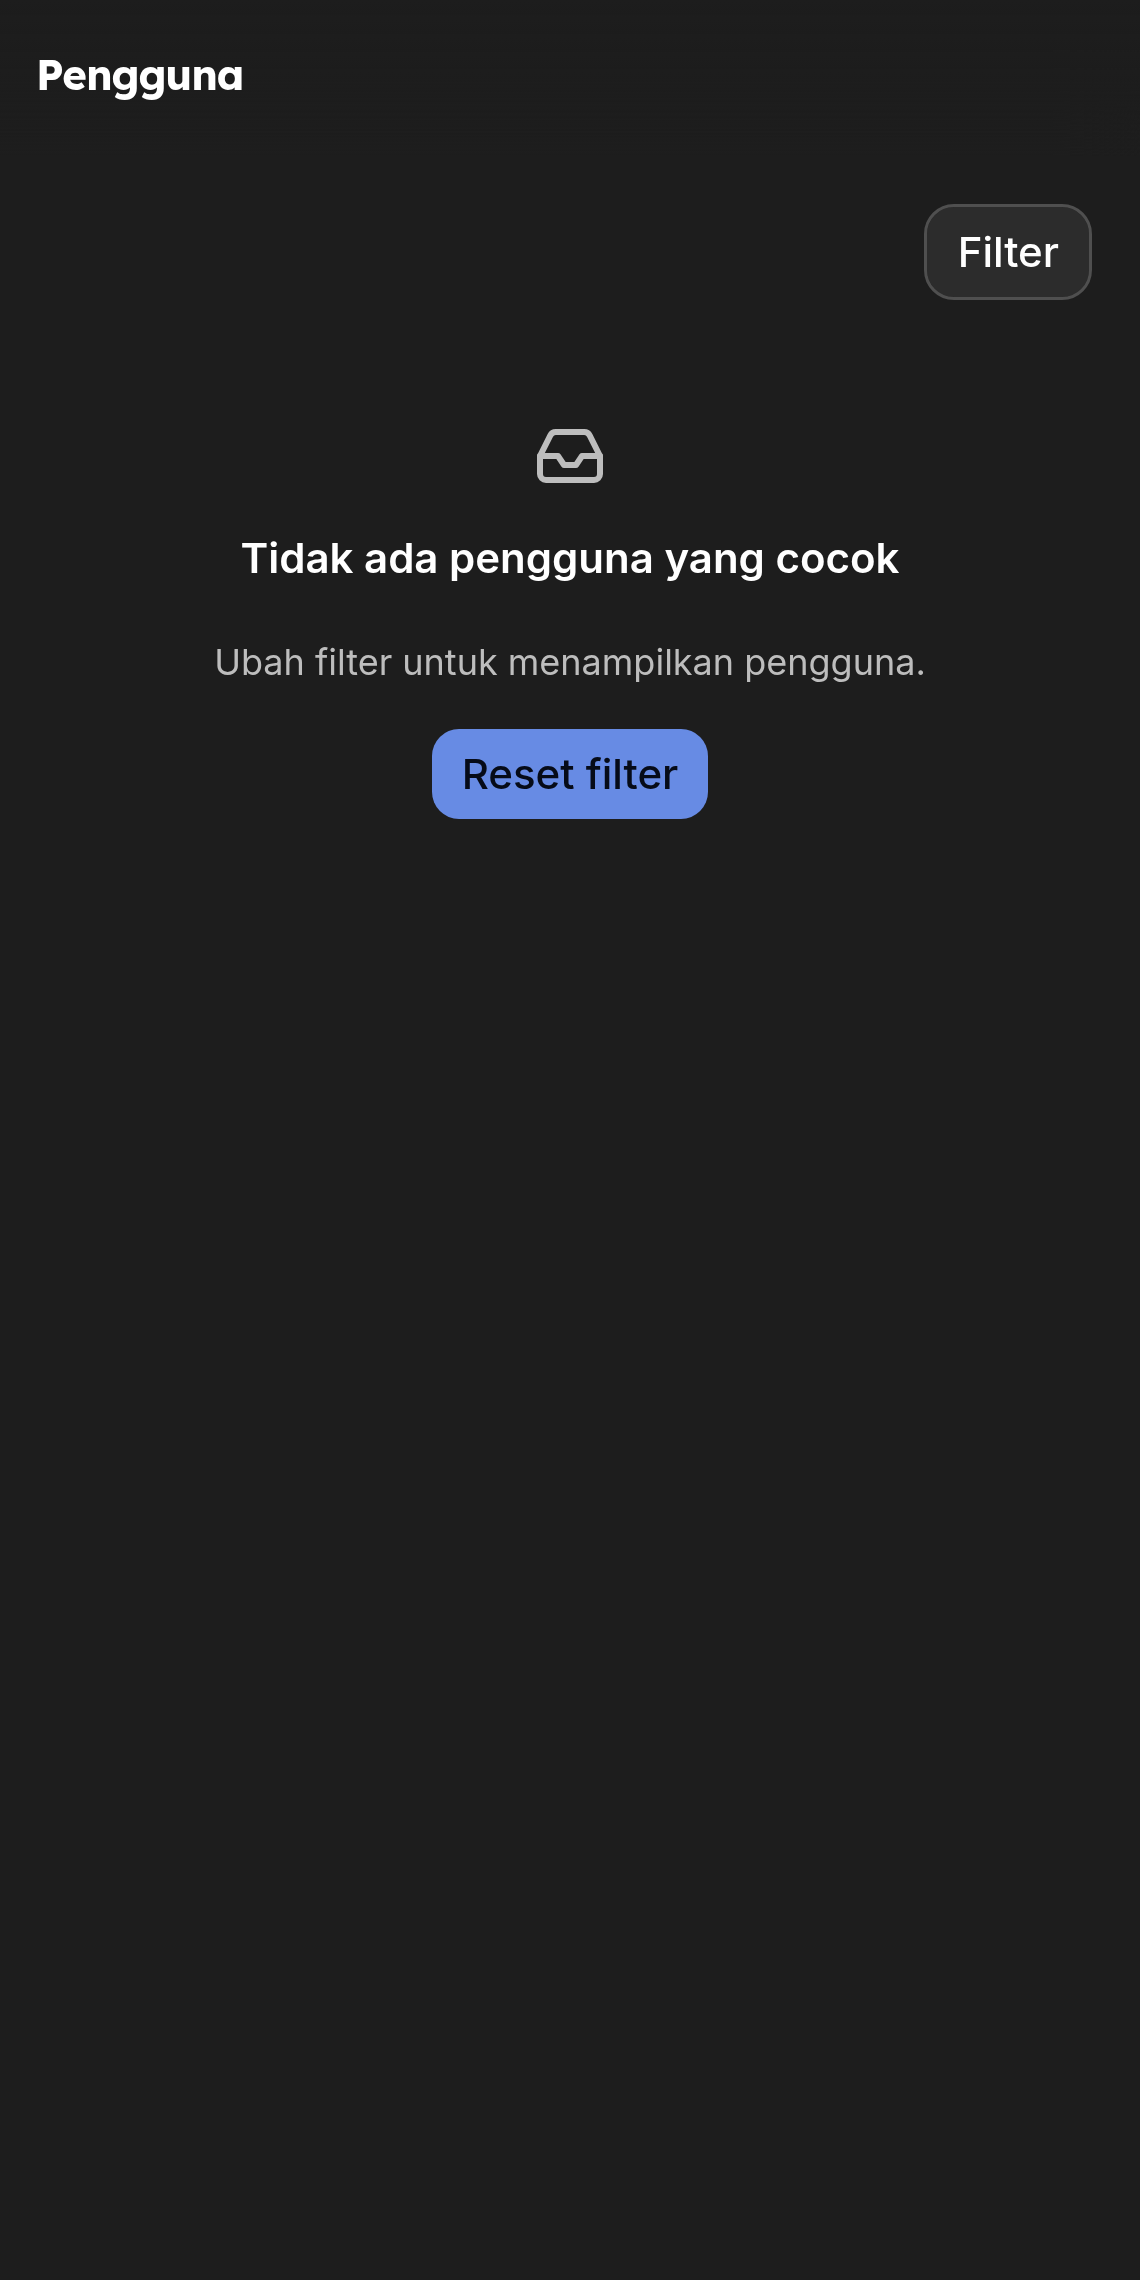 Pengguna
Filter
Tidak ada pengguna yang cocok
Ubah filter untuk menampilkan pengguna.
Reset filter